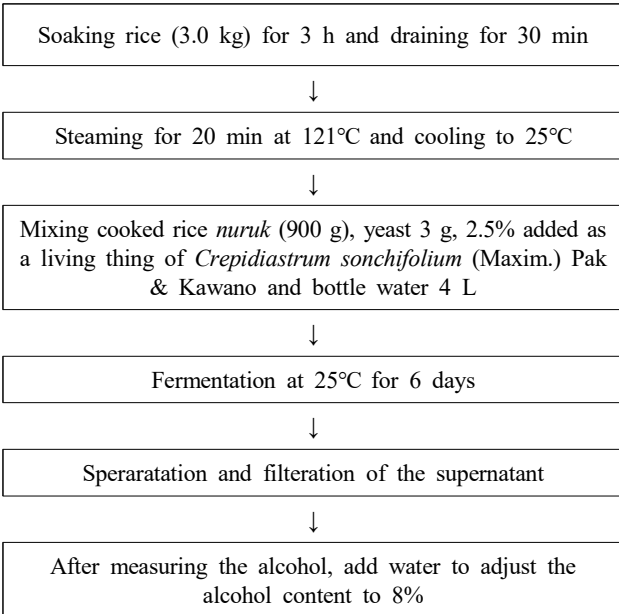 Soaking rice (3.0 kg) for 3 h and draining for 30 min
↓
Steaming for 20 min at 121℃ and cooling to 25℃
↓
Mixing cooked rice nuruk (900 g), yeast 3 g, 2.5% added as
a living thing of Crepidiastrum sonchifolium (Maxim.) Pak
& Kawano and bottle water 4 L
↓
Fermentation at 25℃ for 6 days
↓
Speraratation and filteration of the supernatant
↓
After measuring the alcohol, add water to adjust the
alcohol content to 8%